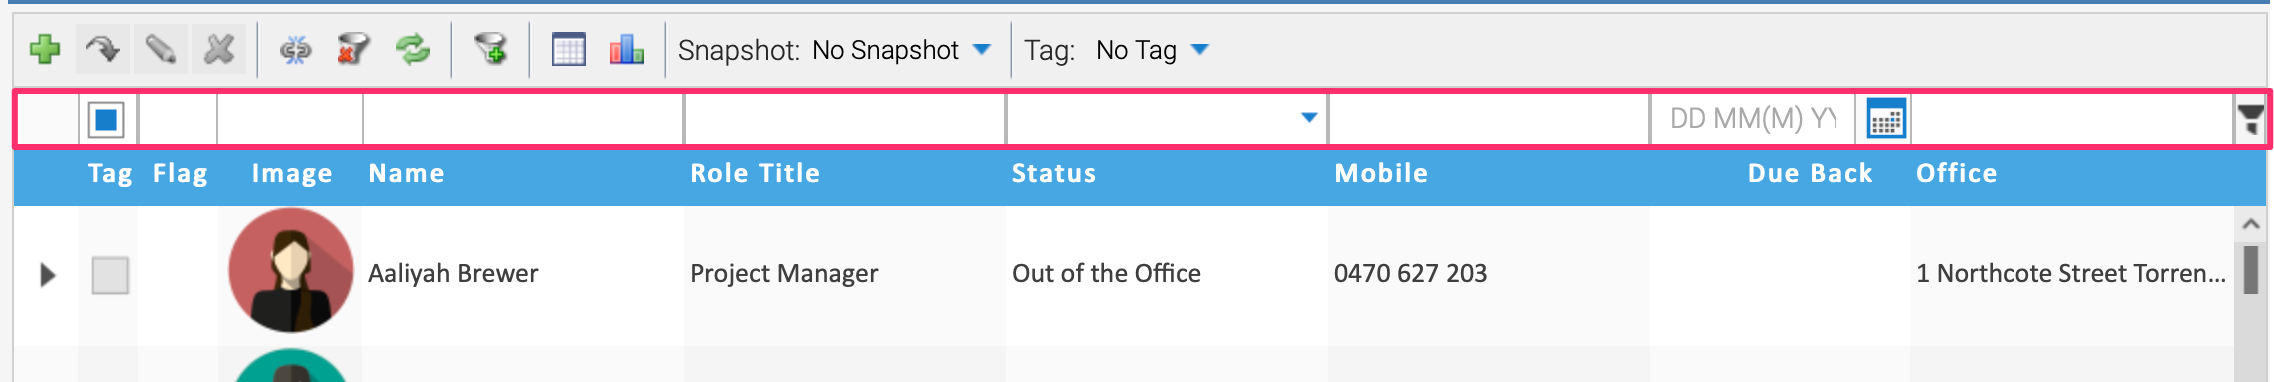 Snapshot: No Snapshot Tag: No Tag
DD MM(M) YY
Tag Flag Image Name Role Title Status Mobile Due Back Office
Aaliyah Brewer Project Manager Out of the Office 0470 627 203 1 Northcote Street Torren...